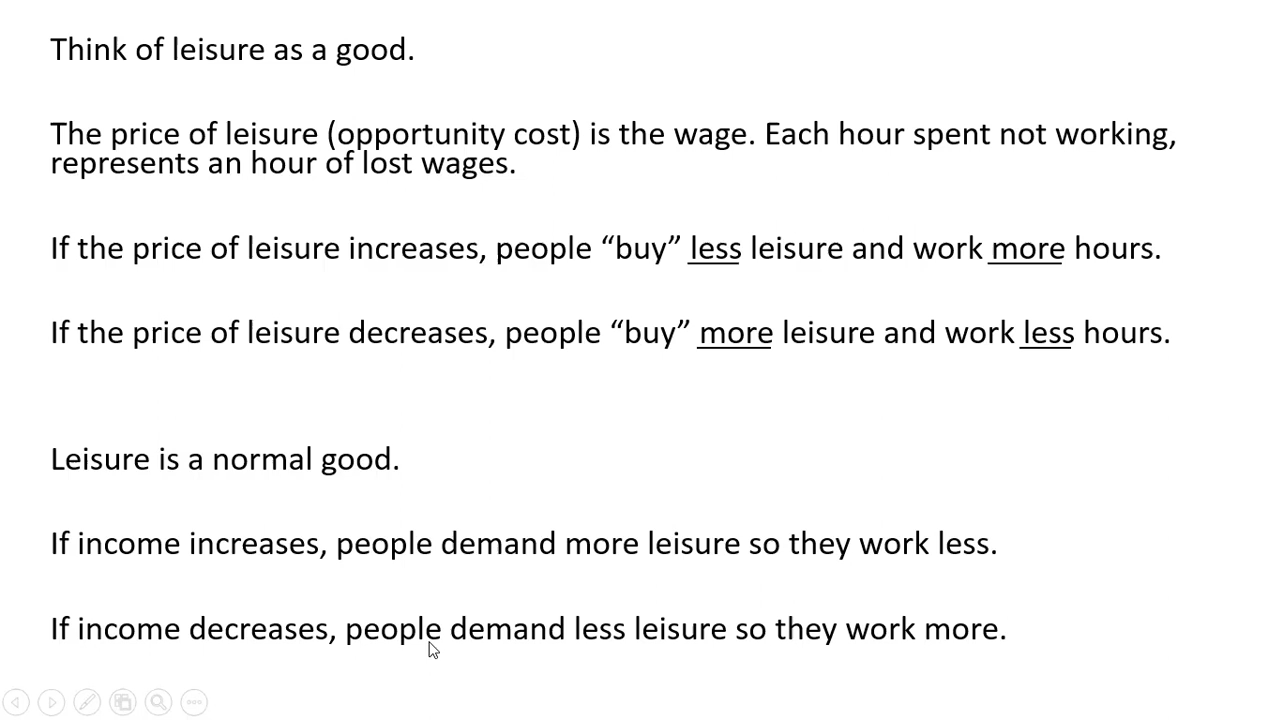 Think of leisure as a good.
The price of leisure (opportunity cost) is the wage. Each hour spent not working,
represents an hour of lost wages.
If the price of leisure increases, people “buy” less leisure and work more hours.
If the price of leisure decreases, people “buy” more leisure and work less hours.
Leisure is a normal good.
If income increases, people demand more leisure so they work less.
If income decreases, people demand less leisure so they work more.